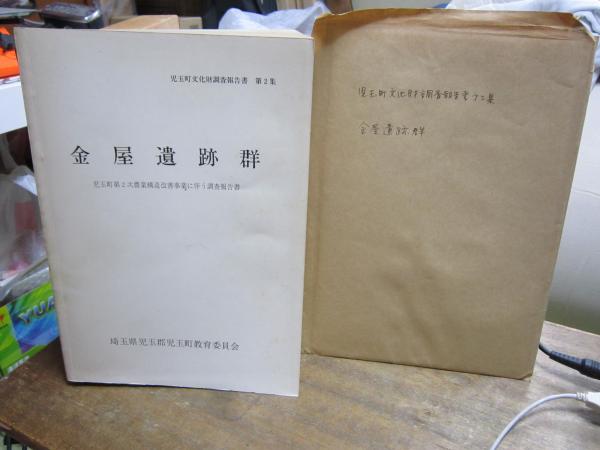 児玉町文化財調査報告書 第2集
金屋遺跡群
児玉町第2次農業構造改善事業に伴う調査報告書
埼玉県児玉郡児玉町教育委員会
児玉町文化財調査報告書第二集
金屋遺跡群
YUA